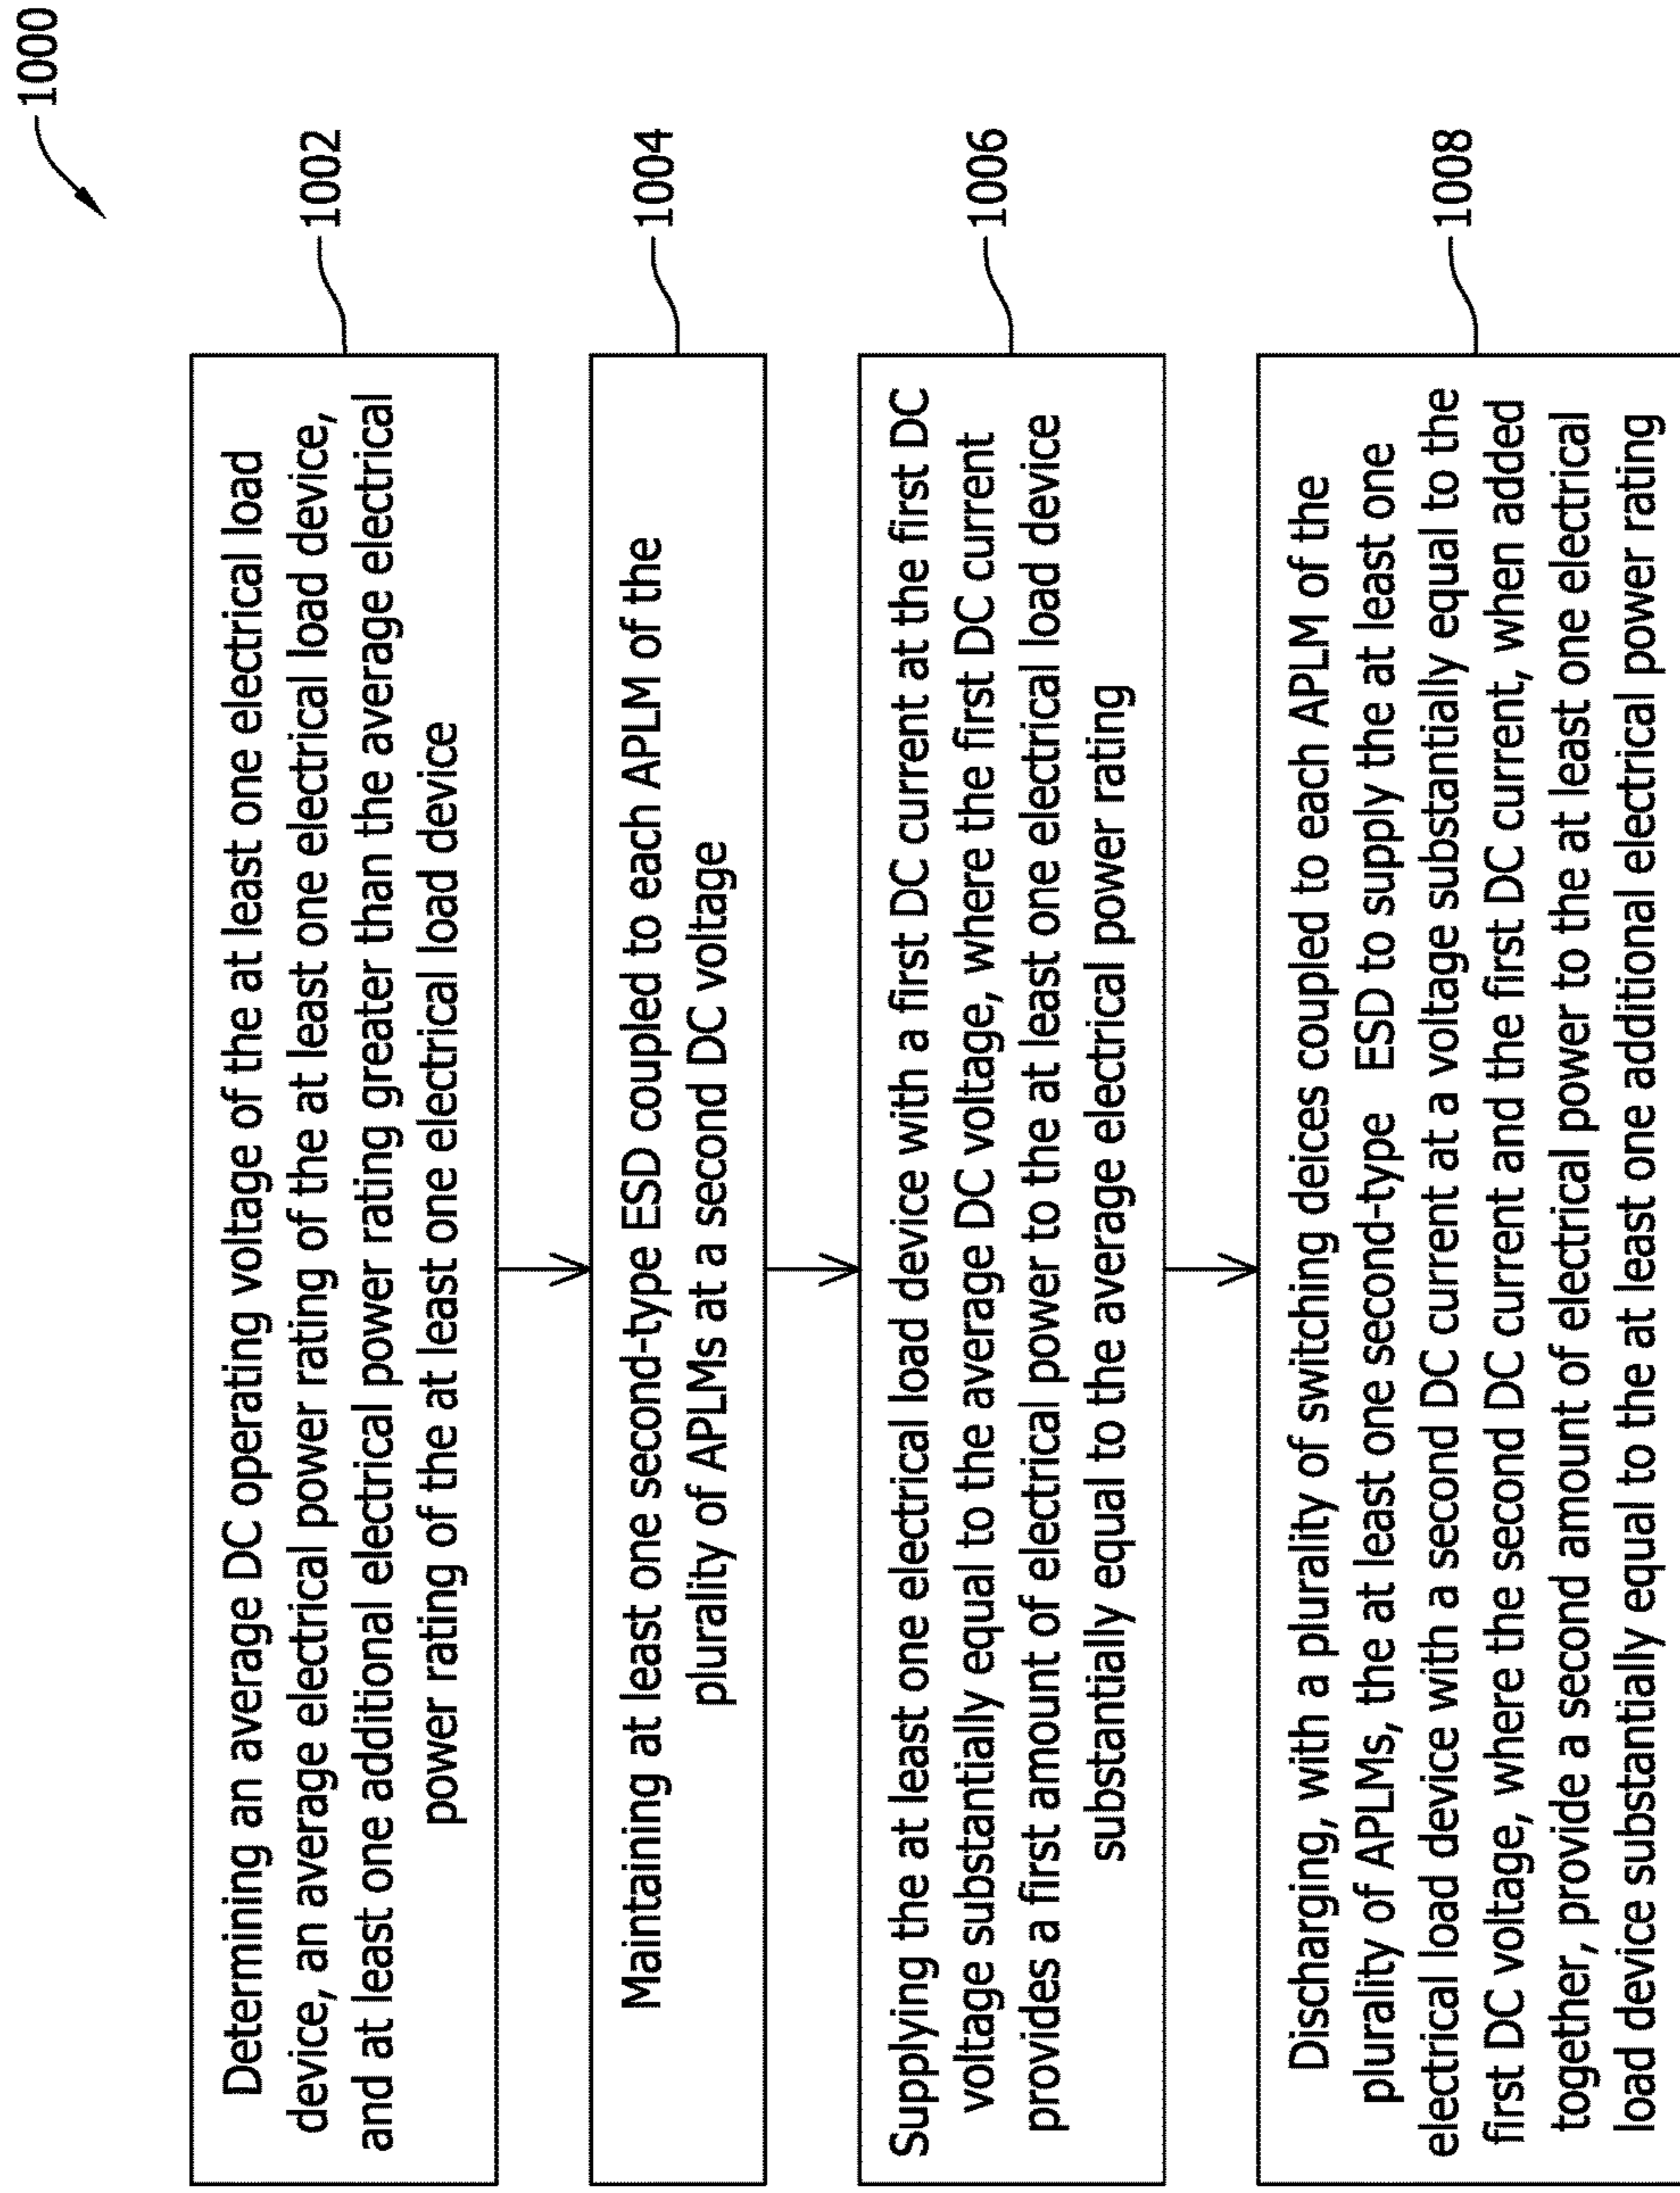 1000
Determining an average DC operating voltage of the at least one electrical load
device, an average electrical power rating of the at least one electrical load device,
and at least one additional electrical power rating greater than the average electrical
power rating of the at least one electrical load device
1002
Maintaining at least one second-type ESD coupled to each APLM of the
plurality of APLMs at a second DC voltage
1004
Supplying the at least one electrical load device with a first DC current at the first DC
voltage substantially equal to the average DC voltage, where the first DC current
provides a first amount of electrical power to the at least one electrical load device
substantially equal to the average electrical power rating
1006
Discharging, with a plurality of switching deices coupled to each APLM of the
plurality of APLMs, the at least one second-type ESD to supply the at least one
electrical load device with a second DC current at a voltage substantially equal to the
first DC voltage, where the second DC current and the first DC current, when added
together, provide a second amount of electrical power to the at least one electrical
load device substantially equal to the at least one additional electrical power rating
1008